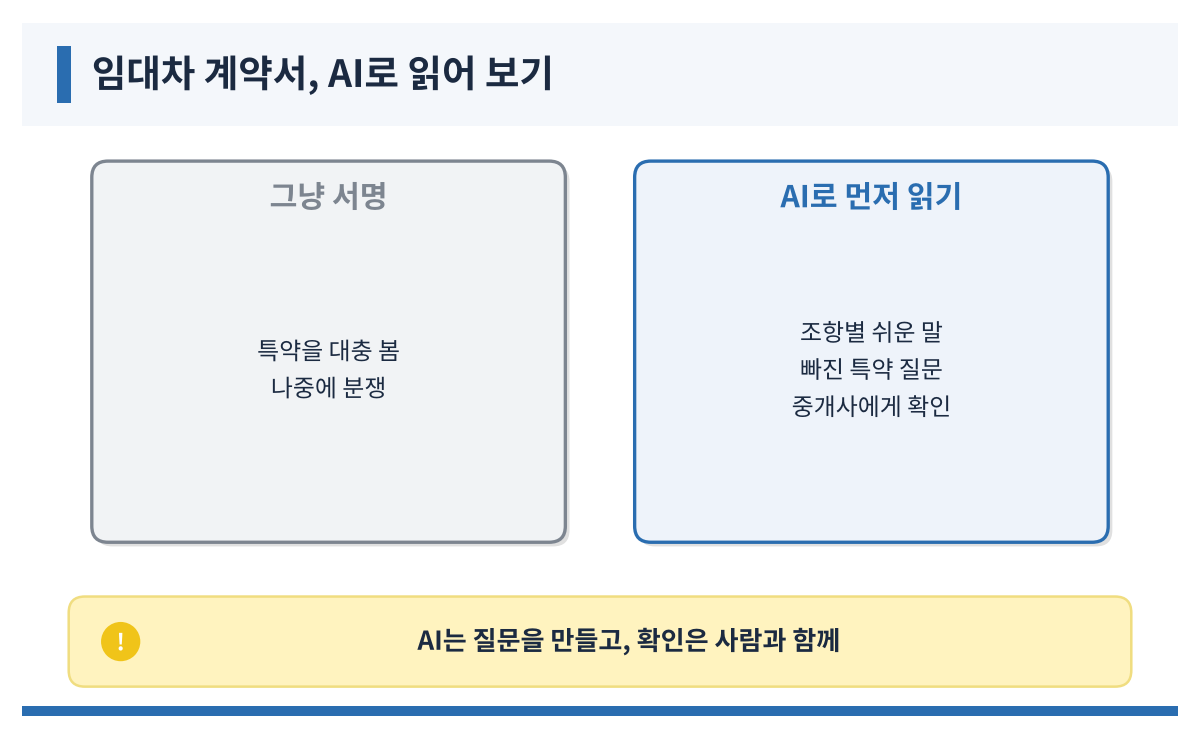 임대차 계약서, AI로 읽어 보기
그냥 서명
특약을 대충 봄
나중에 분쟁
AI로 먼저 읽기
조항별 쉬운 말
빠진 특약 질문
중개사에게 확인
!
AI는 질문을 만들고, 확인은 사람과 함께